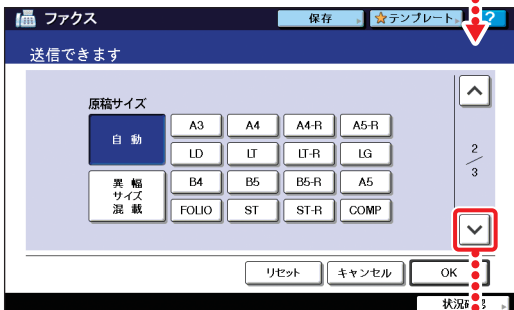 ファクス
保存
テンプレート
?
送信できます
原稿サイズ
自動
A3
A4
A4-R
A5-R
LD
LT
LT-R
LG
異幅
サイズ
混載
B4
B5
B5-R
A5
FOLIO
ST
ST-R
COMP
2
3
リセット
キャンセル
OK